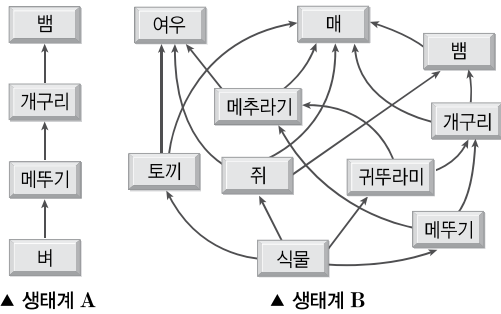 뱀
개구리
메뚜기
벼
▲ 생태계 A
여우
매
뱀
메추라기
개구리
토끼
쥐
귀뚜라미
메뚜기
식물
▲ 생태계 B